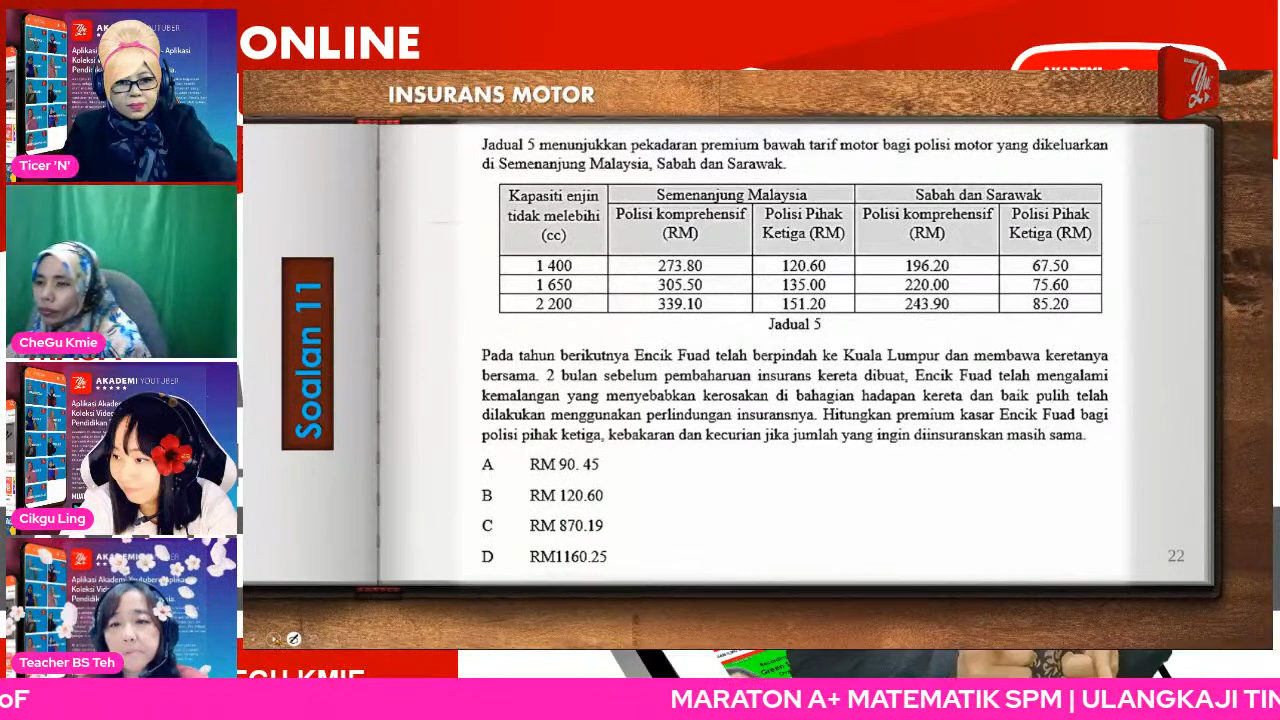 ONLINE
AKADEMI YOUTUBER
Ticer 'N'
CheGu Kmie
AKADEMI YOUTUBER
Cikgu Ling
Teacher BS Teh
INSURANS MOTOR
Soalan 11
Jadual 5 menunjukkan pekadaran premium bawah tarif motor bagi polisi motor yang dikeluarkan
di Semenanjung Malaysia, Sabah dan Sarawak.
Kapasiti enjin tidak melebihi (cc) Semenanjung Malaysia Sabah dan Sarawak
Polisi komprehensif (RM) Polisi Pihak Ketiga (RM) Polisi komprehensif (RM) Polisi Pihak Ketiga (RM)
1 400 273.80 120.60 196.20 67.50
1 650 305.50 135.00 220.00 75.60
2 200 339.10 151.20 243.90 85.20
Jadual 5
Pada tahun berikutnya Encik Fuad telah berpindah ke Kuala Lumpur dan membawa keretanya
bersama. 2 bulan sebelum pembaharuan insurans kereta dibuat, Encik Fuad telah mengalami
kemalangan yang menyebabkan kerosakan di bahagian hadapan kereta dan baik pulih telah
dilakukan menggunakan perlindungan insuransnya. Hitungkan premium kasar Encik Fuad bagi
polisi pihak ketiga, kebakaran dan kecurian jika jumlah yang ingin diinsuranskan masih sama.
A RM 90. 45
B RM 120.60
C RM 870.19
D RM1160.25
22
oF MARATON A+ MATEMATIK SPM | ULANGKAJI TIN